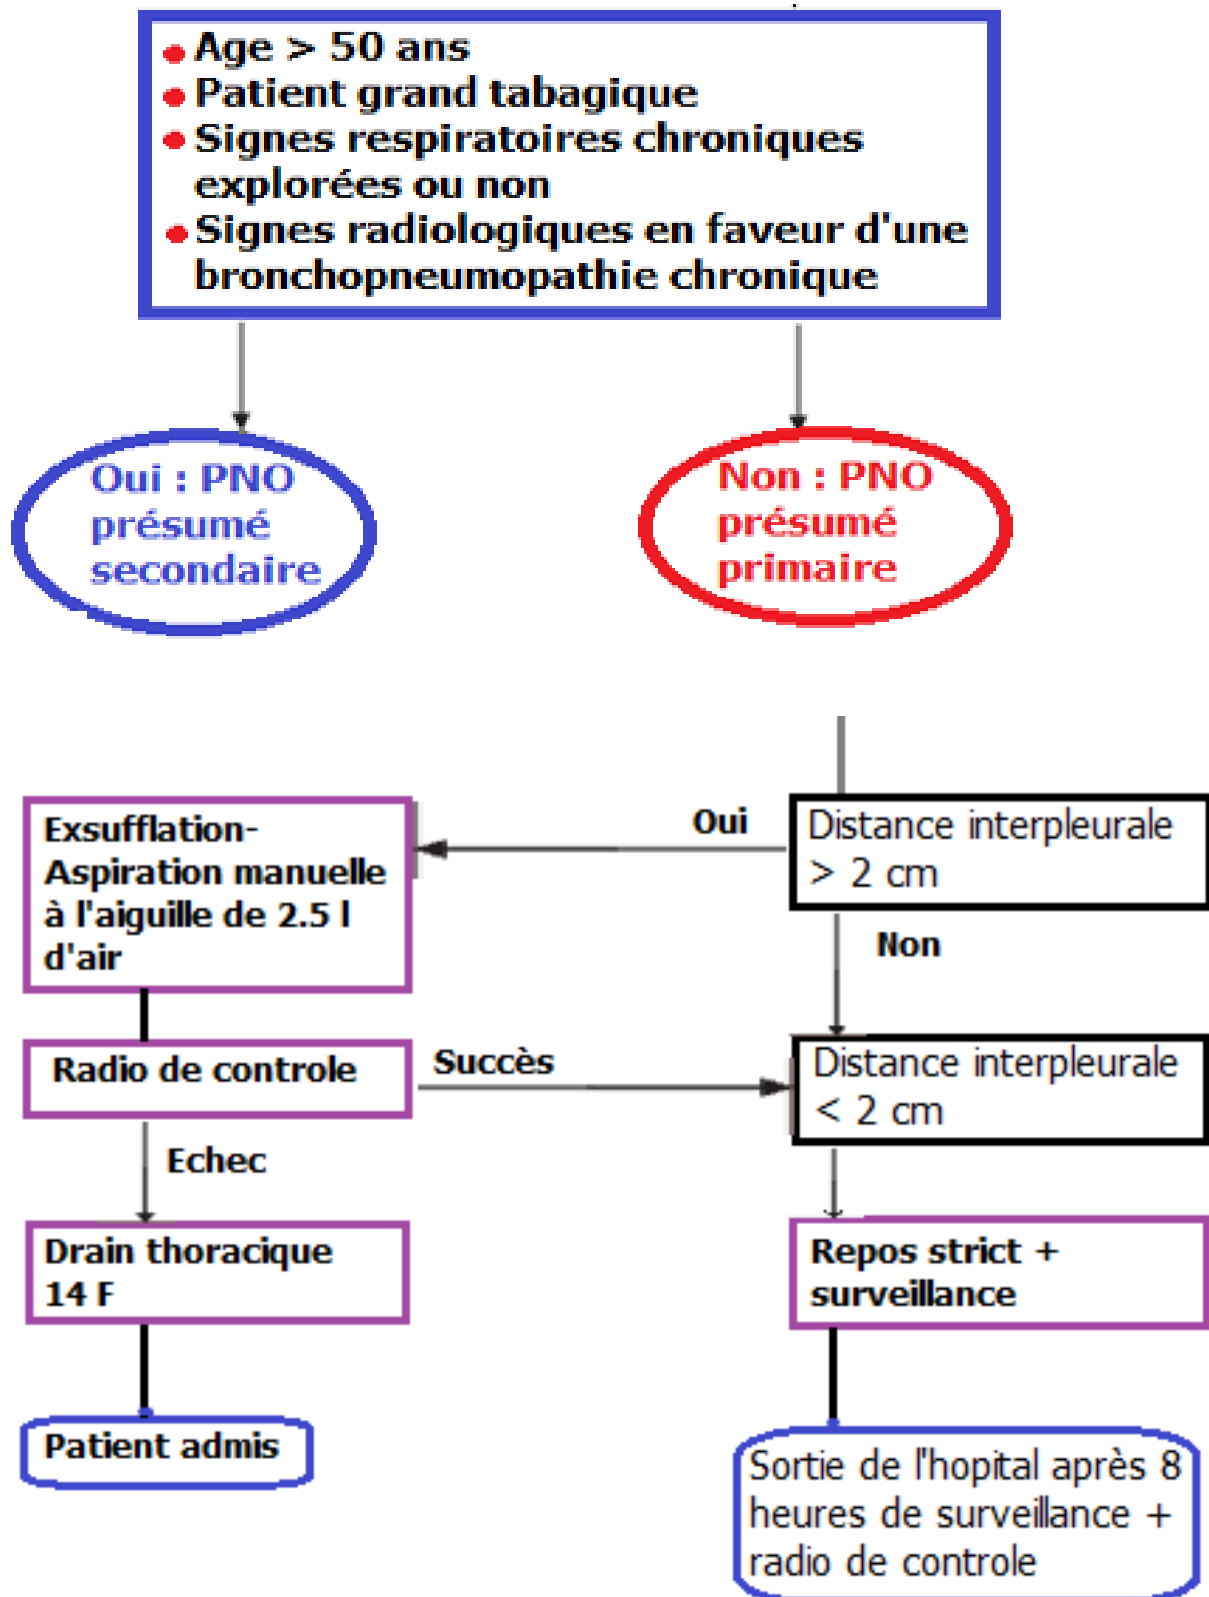 Age > 50 ans
Patient grand tabagique
Signes respiratoires chroniques
explorées ou non
Signes radiologiques en faveur d'une
bronchopneumopathie chronique
Oui : PNO
présumé
secondaire
Non : PNO
présumé
primaire
Exsufflation-
Aspiration manuelle
à l'aiguille de 2.5 l
d'air
Oui
Distance interpleurale
> 2 cm
Non
Radio de controle
Succès
Distance interpleurale
< 2 cm
Echec
Drain thoracique
14 F
Repos strict +
surveillance
Patient admis
Sortie de l'hopital après 8
heures de surveillance +
radio de controle